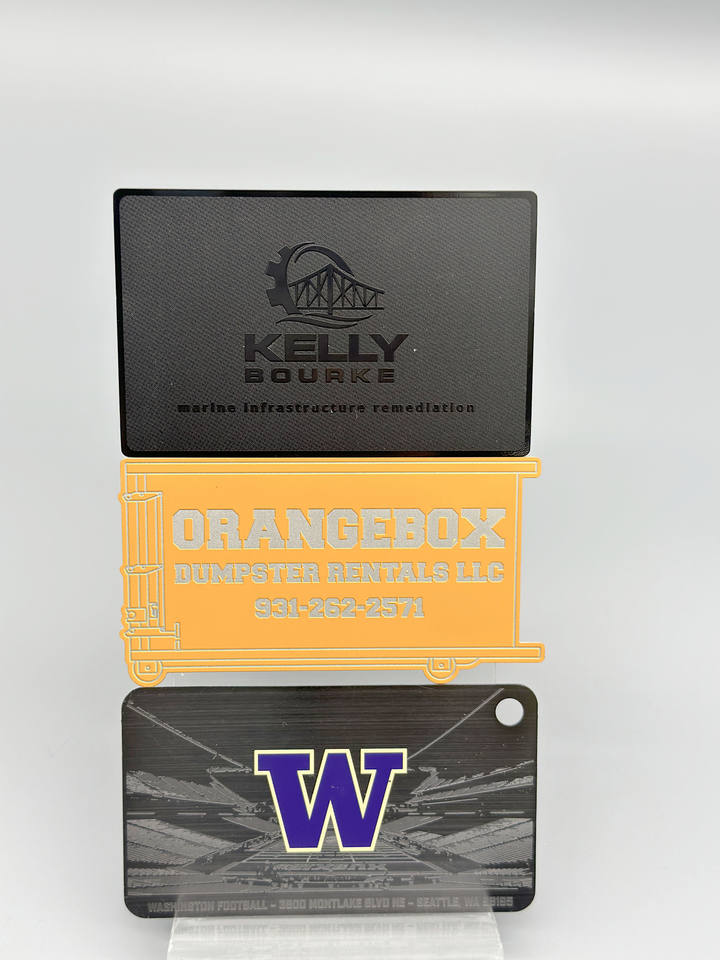 KELLY
BOURKE
marine infrastructure remediation
ORANGEBOX
DUMPSTER RENTALS LLC
931-262-2571
W
WASHINGTON FOOTBALL - 3800 MONTLAKE BLVD NE - SEATTLE, WA